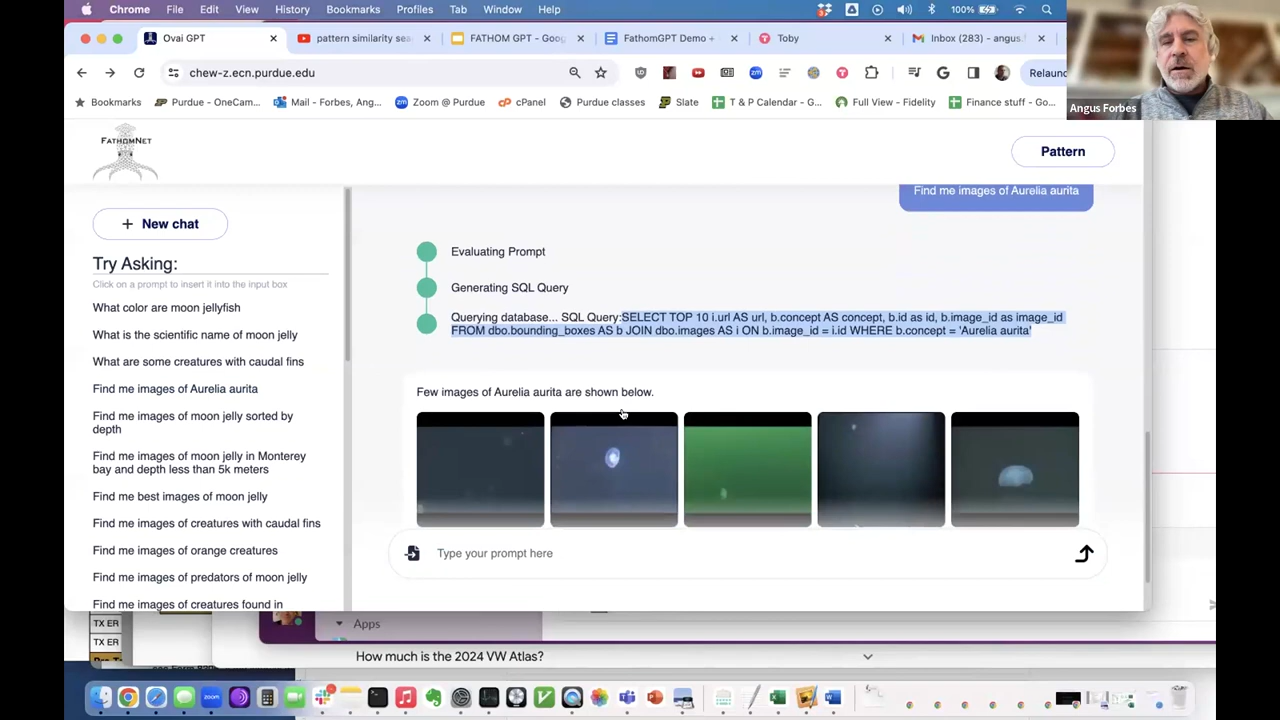 Chrome File Edit View History Bookmarks Profiles Tab Window Help 100%
Ovai GPT
pattern similarity sea
FATHOM GPT - Goog
FathomGPT Demo +
Toby
Inbox (283) - angus.
chew-z.ecn.purdue.edu
Relaunc
Angus Forbes
Bookmarks
Purdue - OneCam...
Mail - Forbes, Ang...
Zoom @ Purdue
cPanel
Purdue classes
Slate
T & P Calendar - G...
Full View - Fidelity
Finance stuff - Go...
FATHOMNET
Pattern
Find me images of Aurelia aurita
+ New chat
Try Asking:
Click on a prompt to insert it into the input box
What color are moon jellyfish
What is the scientific name of moon jelly
What are some creatures with caudal fins
Find me images of Aurelia aurita
Find me images of moon jelly sorted by
depth
Find me images of moon jelly in Monterey
bay and depth less than 5k meters
Find me best images of moon jelly
Find me images of creatures with caudal fins
Find me images of orange creatures
Find me images of predators of moon jelly
Find me images of creatures found in
Evaluating Prompt
Generating SQL Query
Querying database... SQL Query:SELECT TOP 10 i.url AS url, b.concept AS concept, b.id as id, b.image_id as image_id
FROM dbo.bounding_boxes AS b JOIN dbo.images AS i ON b.image_id = i.id WHERE b.concept = 'Aurelia aurita'
Few images of Aurelia aurita are shown below.
Type your prompt here
TX ER
TX ER
Apps
How much is the 2024 VW Atlas?